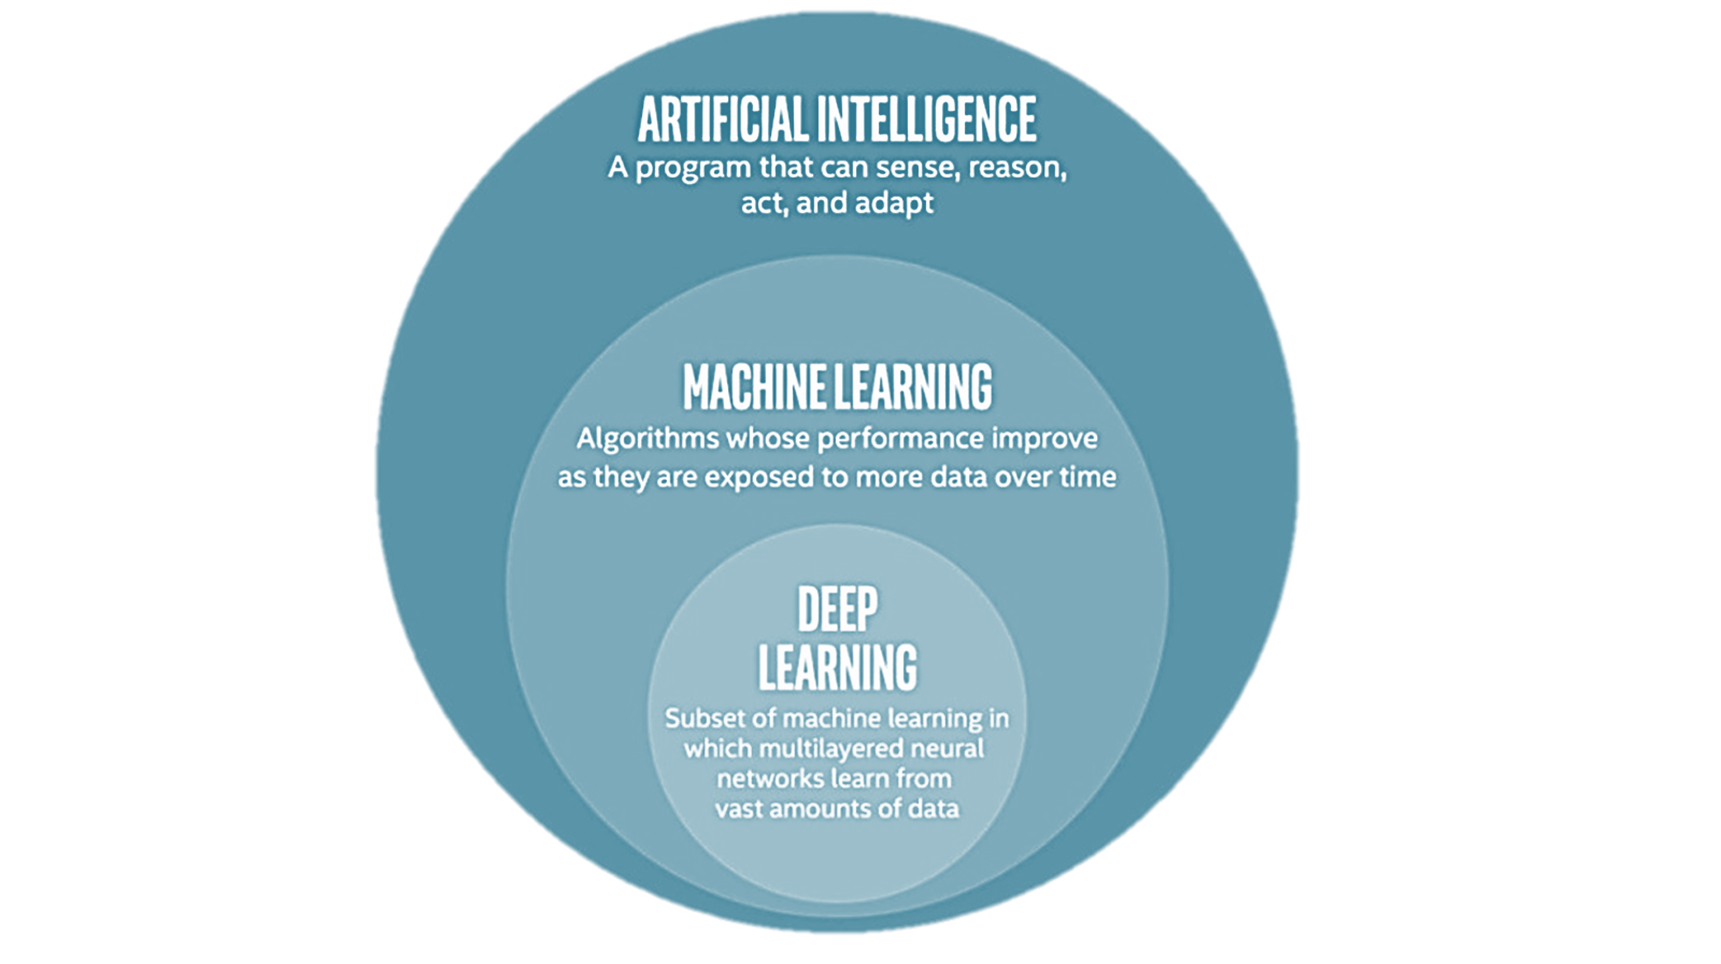 ARTIFICIAL INTELLIGENCE
A program that can sense, reason,
act, and adapt
MACHINE LEARNING
Algorithms whose performance improve
as they are exposed to more data over time
DEEP
LEARNING
Subset of machine learning in
which multilayered neural
networks learn from
vast amounts of data